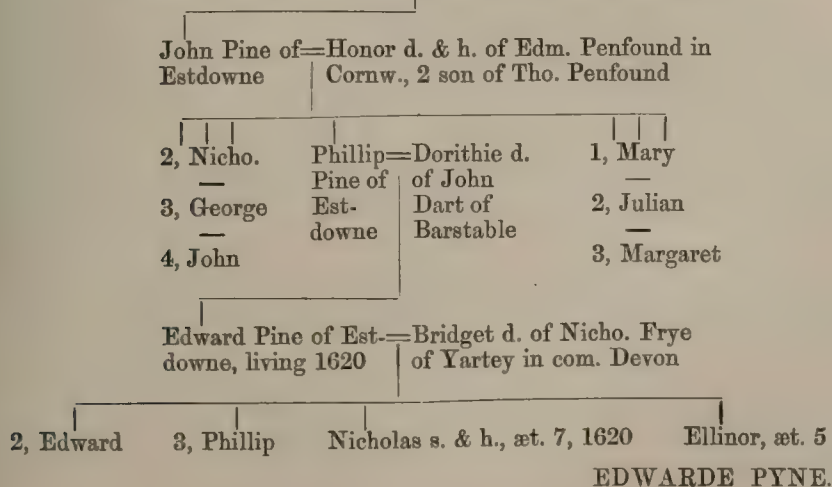 John Pine of=Honor d. & h. of Edm. Penfound in
Estdowne Cornw., 2 son of Tho. Penfound
2, Nicho. Phillip=Dorithie d. 1, Mary
Pine of of John
3, George Est- Dart of 2, Julian
downe Barstable
4, John 3, Margaret
Edward Pine of Est-=Bridget d. of Nicho. Frye
downe, living 1620 of Yartey in com. Devon
2, Edward 3, Phillip Nicholas s. & h., æt. 7, 1620 Ellinor, æt. 5
EDWARDE PYNE.